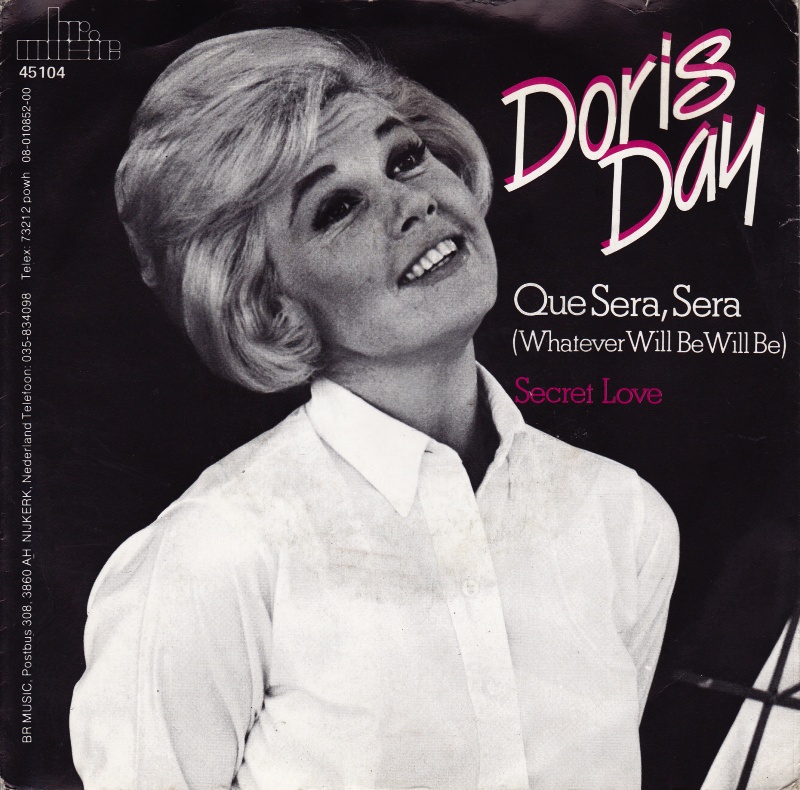 br.
music
45104
BR MUSIC, Postbus 308, 3860 AH NIJKERK, Nederland Telefoon: 035-834098 Telex: 73212 powh 08-010852-00
Doris
Day
Que Sera, Sera
(Whatever Will Be Will Be)
Secret Love